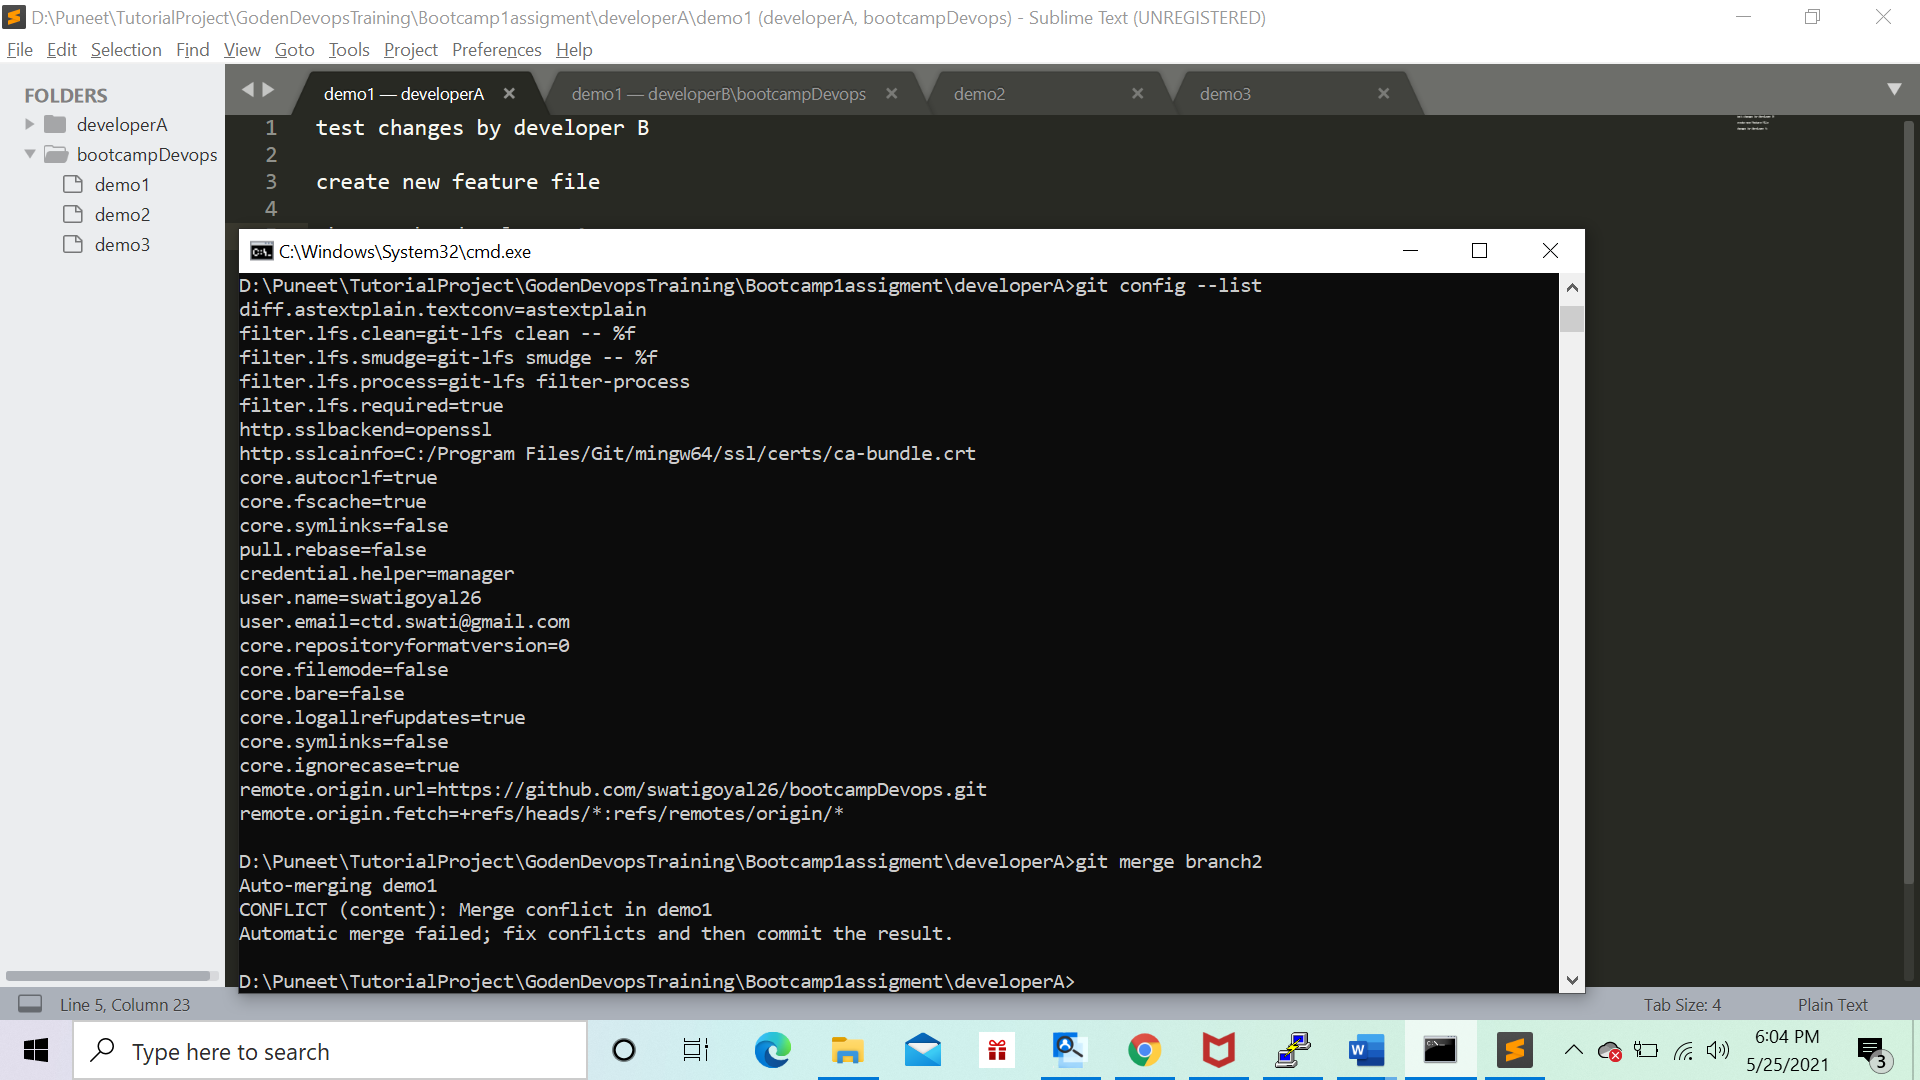 D:\Puneet\TutorialProject\GodenDevopsTraining\Bootcamp1assigment\developerA\demo1 (developerA, bootcampDevops) - Sublime Text (UNREGISTERED)
File Edit Selection Find View Goto Tools Project Preferences Help
FOLDERS
developerA
bootcampDevops
demo1
demo2
demo3
demo1 — developerA
demo1 — developerB\bootcampDevops
demo2
demo3
1 test changes by developer B
2
3 create new feature file
4
C:\Windows\System32\cmd.exe
D:\Puneet\TutorialProject\GodenDevopsTraining\Bootcamp1assigment\developerA>git config --list
diff.astextplain.textconv=astextplain
filter.lfs.clean=git-lfs clean -- %f
filter.lfs.smudge=git-lfs smudge -- %f
filter.lfs.process=git-lfs filter-process
filter.lfs.required=true
http.sslbackend=openssl
http.sslcainfo=C:/Program Files/Git/mingw64/ssl/certs/ca-bundle.crt
core.autocrlf=true
core.fscache=true
core.symlinks=false
pull.rebase=false
credential.helper=manager
user.name=swatigoyal26
user.email=ctd.swati@gmail.com
core.repositoryformatversion=0
core.filemode=false
core.bare=false
core.logallrefupdates=true
core.symlinks=false
core.ignorecase=true
remote.origin.url=https://github.com/swatigoyal26/bootcampDevops.git
remote.origin.fetch=+refs/heads/*:refs/remotes/origin/*
D:\Puneet\TutorialProject\GodenDevopsTraining\Bootcamp1assigment\developerA>git merge branch2
Auto-merging demo1
CONFLICT (content): Merge conflict in demo1
Automatic merge failed; fix conflicts and then commit the result.
D:\Puneet\TutorialProject\GodenDevopsTraining\Bootcamp1assigment\developerA>
Line 5, Column 23
Tab Size: 4
Plain Text
Type here to search
6:04 PM
5/25/2021
3